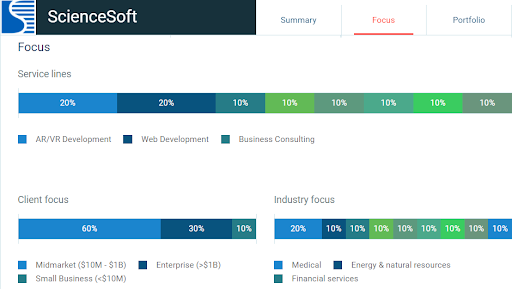 ScienceSoft
Summary
Focus
Portfolio
Focus
Service lines
20% 20% 10% 10% 10% 10% 10% 10%
AR/VR Development Web Development Business Consulting
Client focus
60% 30% 10%
Midmarket ($10M - $1B) Enterprise (>$1B)
Small Business (<$10M)
Industry focus
20% 10% 10% 10% 10% 10% 10% 10% 10%
Medical Energy & natural resources
Financial services